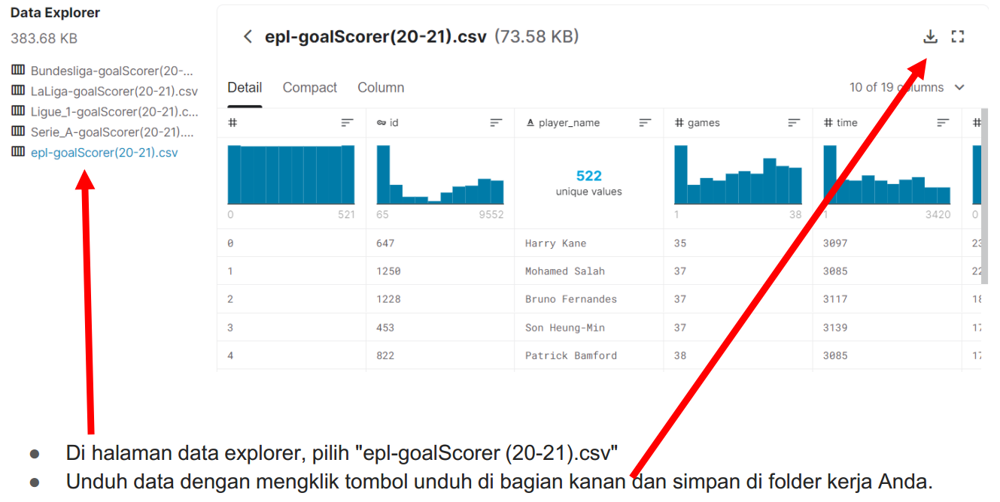 Data Explorer
383.68 KB
Bundesliga-goalScorer(20-...
LaLiga-goalScorer(20-21).csv
Ligue_1-goalScorer(20-21).c...
Serie_A-goalScorer(20-21)....
epl-goalScorer(20-21).csv
epl-goalScorer(20-21).csv (73.58 KB)
Detail Compact Column 10 of 19 columns
# id A player_name # games # time #
522
unique values
0 521 65 9552 1 38 1 3420 0
0 647 Harry Kane 35 3097 23
1 1250 Mohamed Salah 37 3085 22
2 1228 Bruno Fernandes 37 3117 18
3 453 Son Heung-Min 37 3139 17
4 822 Patrick Bamford 38 3085 17
● Di halaman data explorer, pilih "epl-goalScorer (20-21).csv"
● Unduh data dengan mengklik tombol unduh di bagian kanan dan simpan di folder kerja Anda.